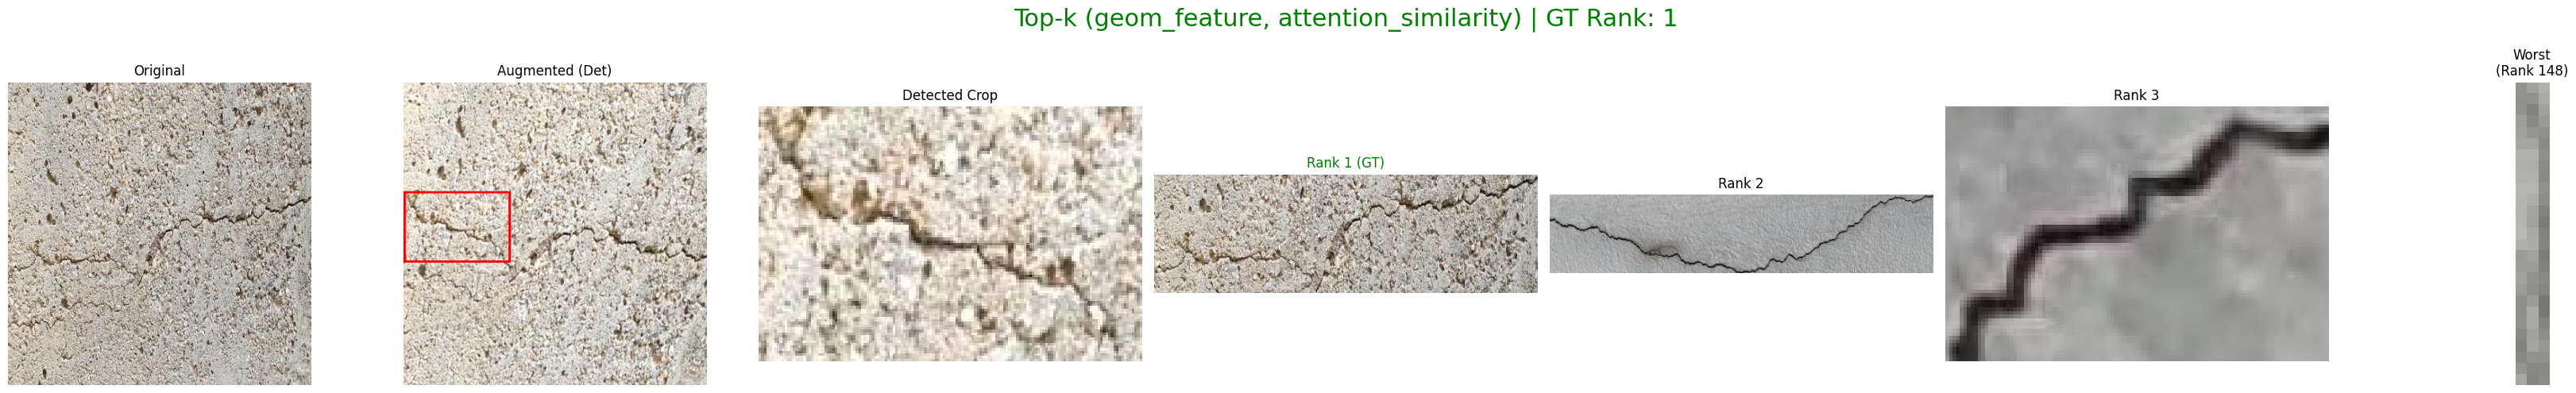 Top-k (geom_feature, attention_similarity) | GT Rank: 1
Original
Augmented (Det)
Detected Crop
Rank 1 (GT)
Rank 2
Rank 3
Worst
(Rank 148)